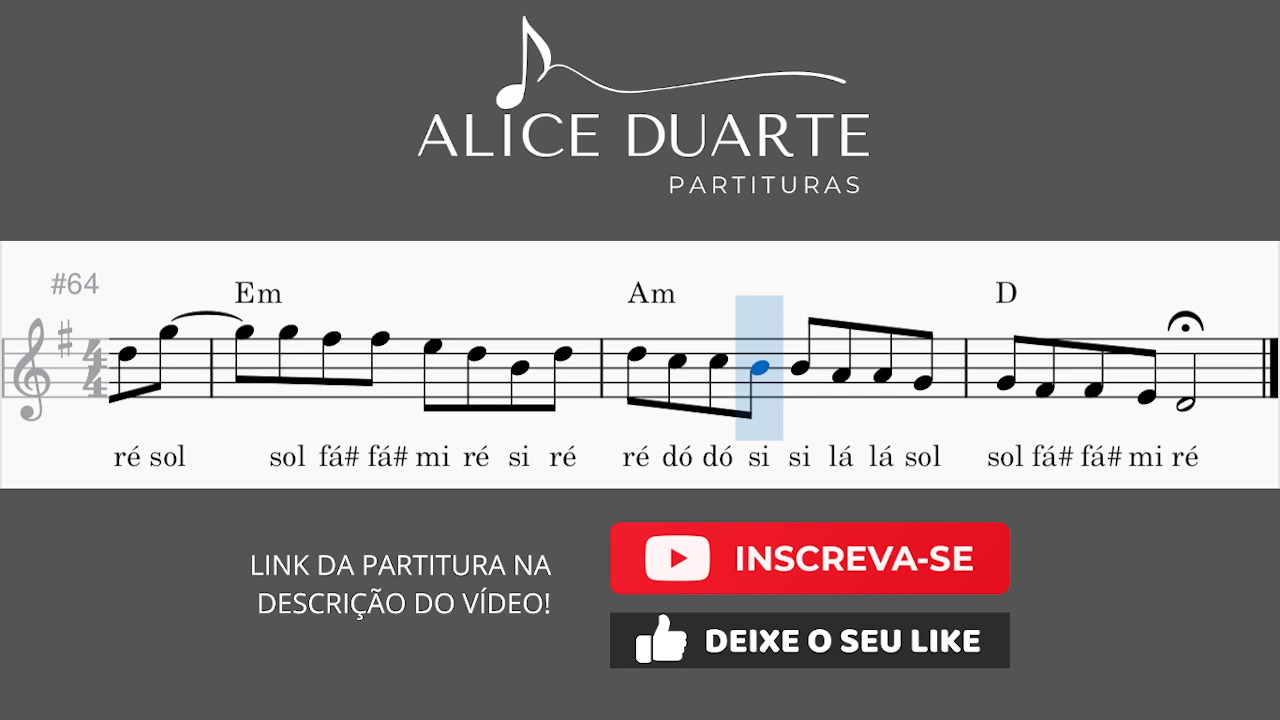 ALICE DUARTE
PARTITURAS
#64
Em Am D
4
4
ré sol sol fá# fá# mi ré si ré ré dó dó si si lá lá sol sol fá# fá# mi ré
LINK DA PARTITURA NA
DESCRIÇÃO DO VÍDEO!
INSCREVA-SE
DEIXE O SEU LIKE